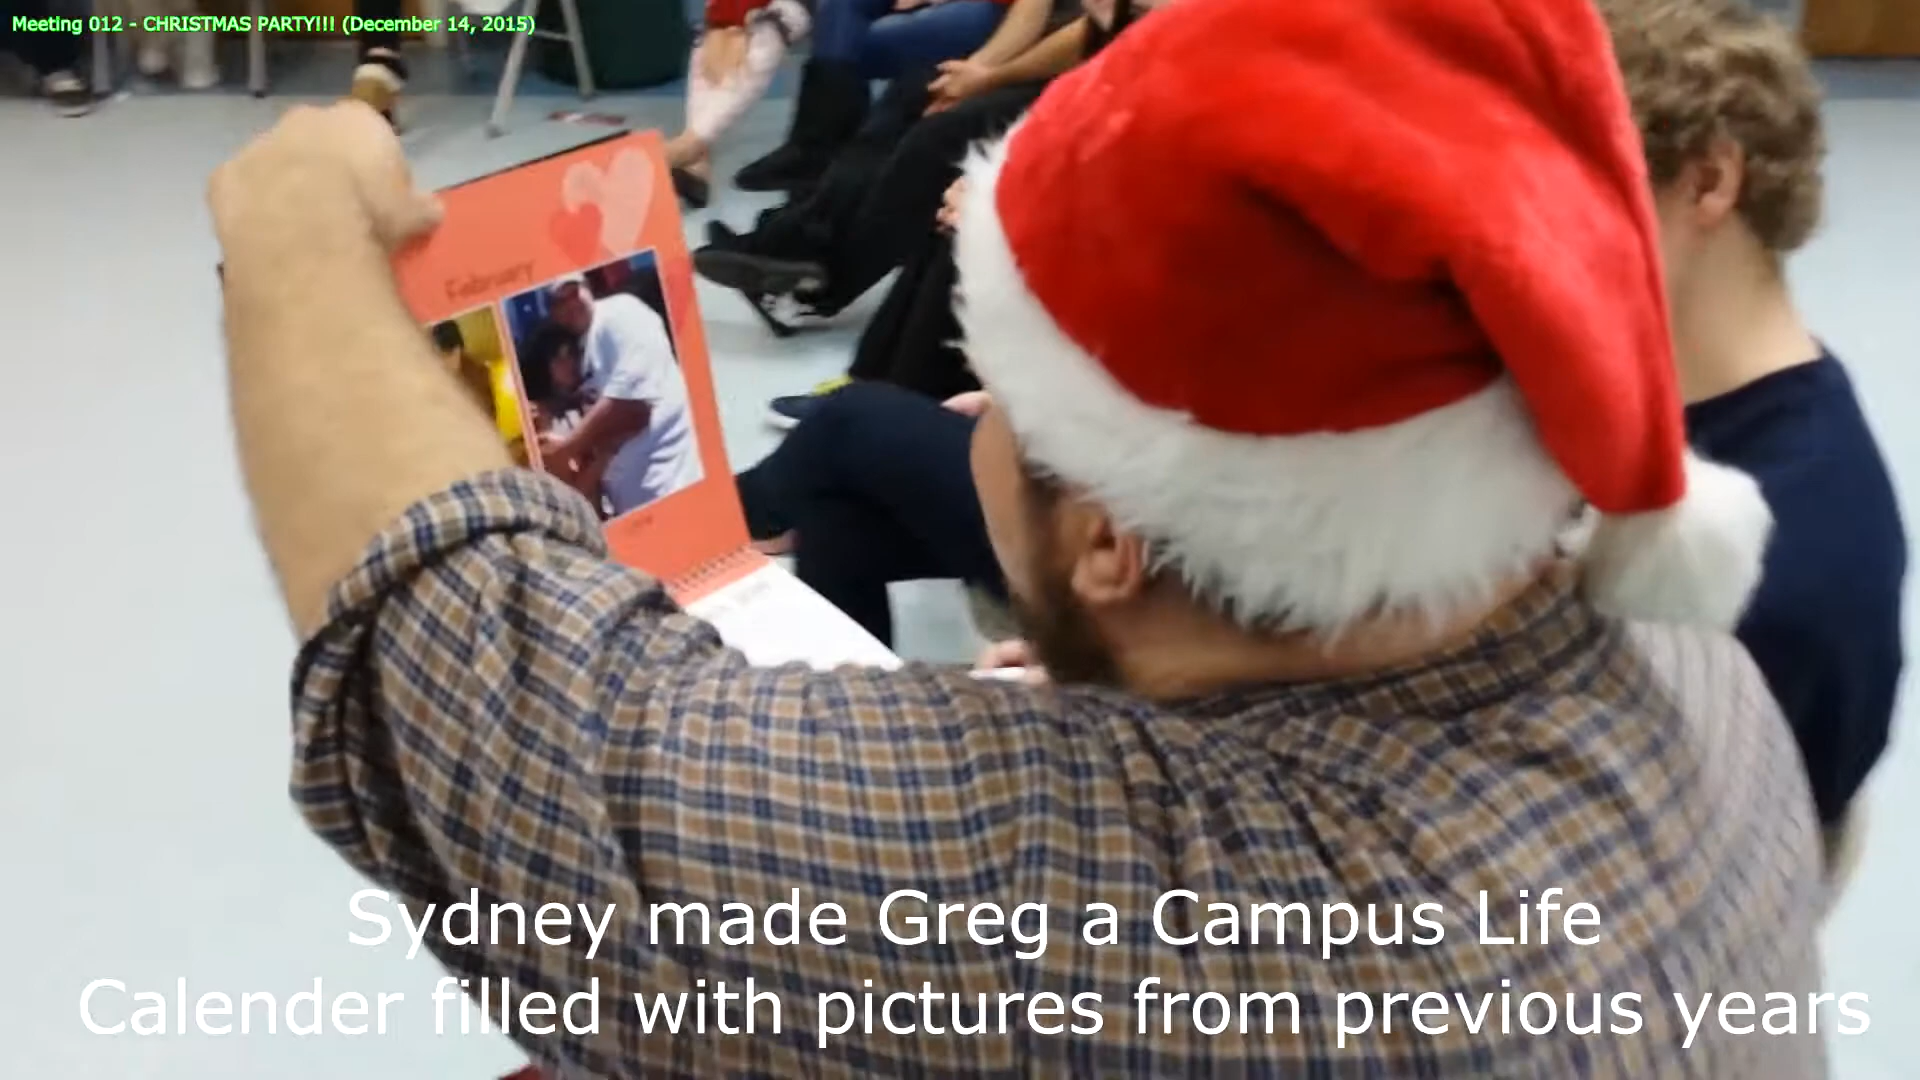 Meeting 012 - CHRISTMAS PARTY!!! (December 14, 2015)
February
Sydney made Greg a Campus Life
Calender filled with pictures from previous years